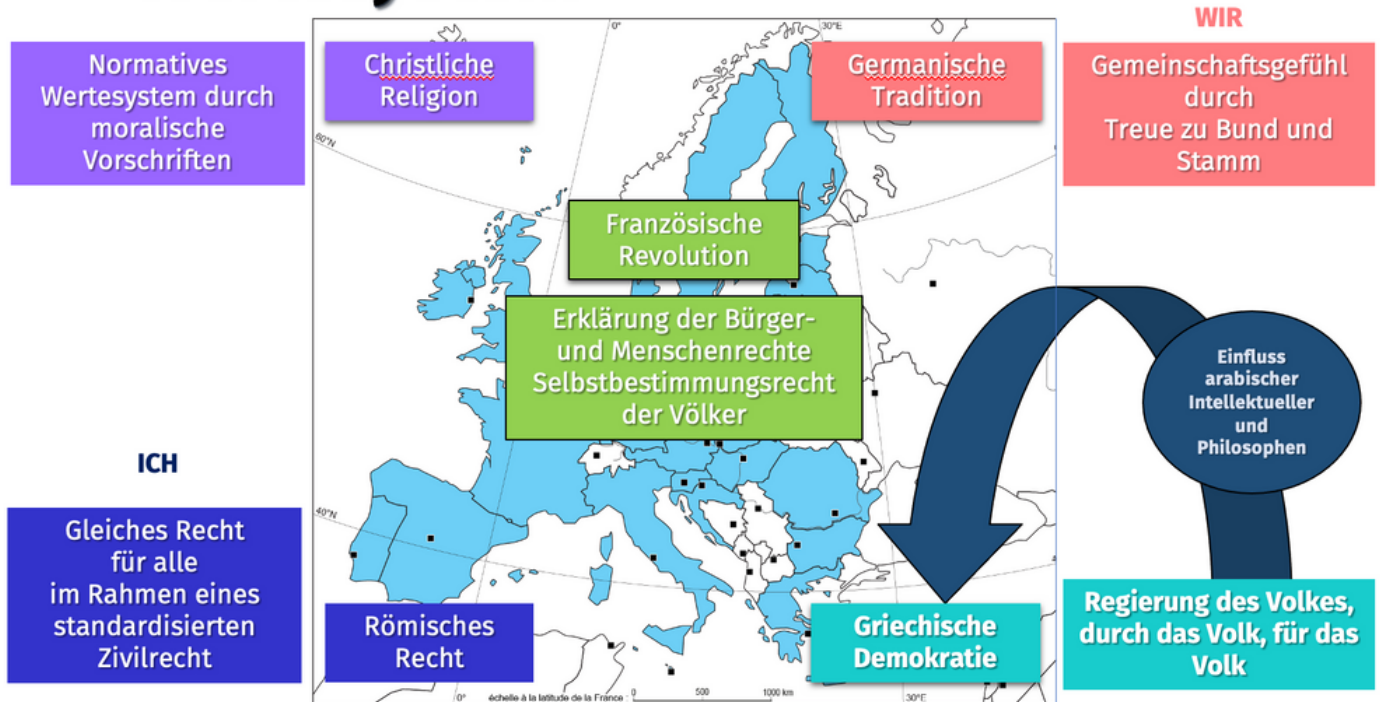 WIR
Normatives
Wertesystem durch
moralische
Vorschriften
Christliche
Religion
Germanische
Tradition
Gemeinschaftsgefühl
durch
Treue zu Bund und
Stamm
0°
30°E
60°N
Französische
Revolution
Erklärung der Bürger-
und Menschenrechte
Selbstbestimmungsrecht
der Völker
Einfluss
arabischer
Intellektueller
und
Philosophen
ICH
40°N
Gleiches Recht
für alle
im Rahmen eines
standardisierten
Zivilrecht
Römisches
Recht
Griechische
Demokratie
Regierung des Volkes,
durch das Volk, für das
Volk
0°
échelle à la latitude de la France :
0
500
1000 km
30°E